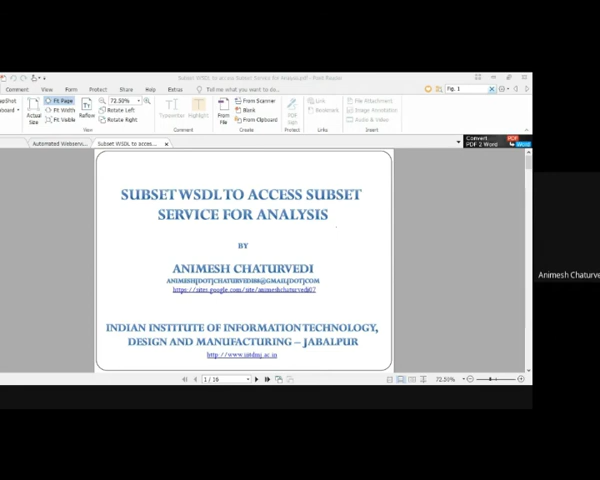 Subset WSDL to access Subset Service for Analysis.pdf - Foxit Reader
Comment View Form Protect Share Help Extras Tell me what you want to do...
Fig. 1
Actual Size
Fit Page
Fit Width
Fit Visible
Reflow
72.50%
Rotate Left
Rotate Right
View
Typewriter Highlight
Comment
From File
From Scanner
Blank
From Clipboard
Create
PDF Sign
Protect
Link
Bookmark
Links
File Attachment
Image Annotation
Audio & Video
Insert
Automated Webservi... Subset WSDL to acces...
Convert PDF
PDF 2 Word Word
SUBSET WSDL TO ACCESS SUBSET
SERVICE FOR ANALYSIS
BY
ANIMESH CHATURVEDI
https://sites.google.com/site/animeshchaturvedi07
INDIAN INSTITUTE OF INFORMATION TECHNOLOGY,
DESIGN AND MANUFACTURING – JABALPUR
http://www.iiitdmj.ac.in
1 / 16
72.50%
Animesh Chaturve